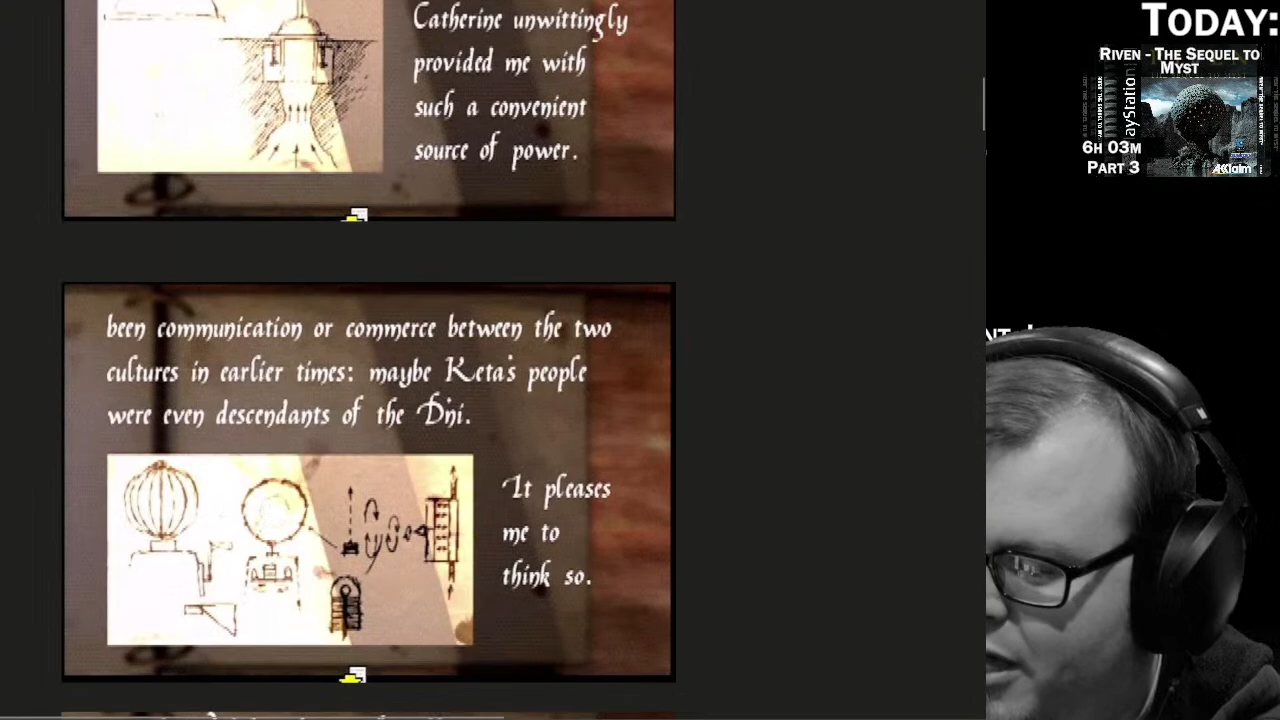 Catherine unwittingly
provided me with
such a convenient
source of power.
been communication or commerce between the two
cultures in earlier times: maybe Keta's people
were even descendants of the D'ni.
It pleases
me to
think so.
TODAY:
RIVEN - THE SEQUEL TO
MYST
6H 03M
PART 3
AKlaim